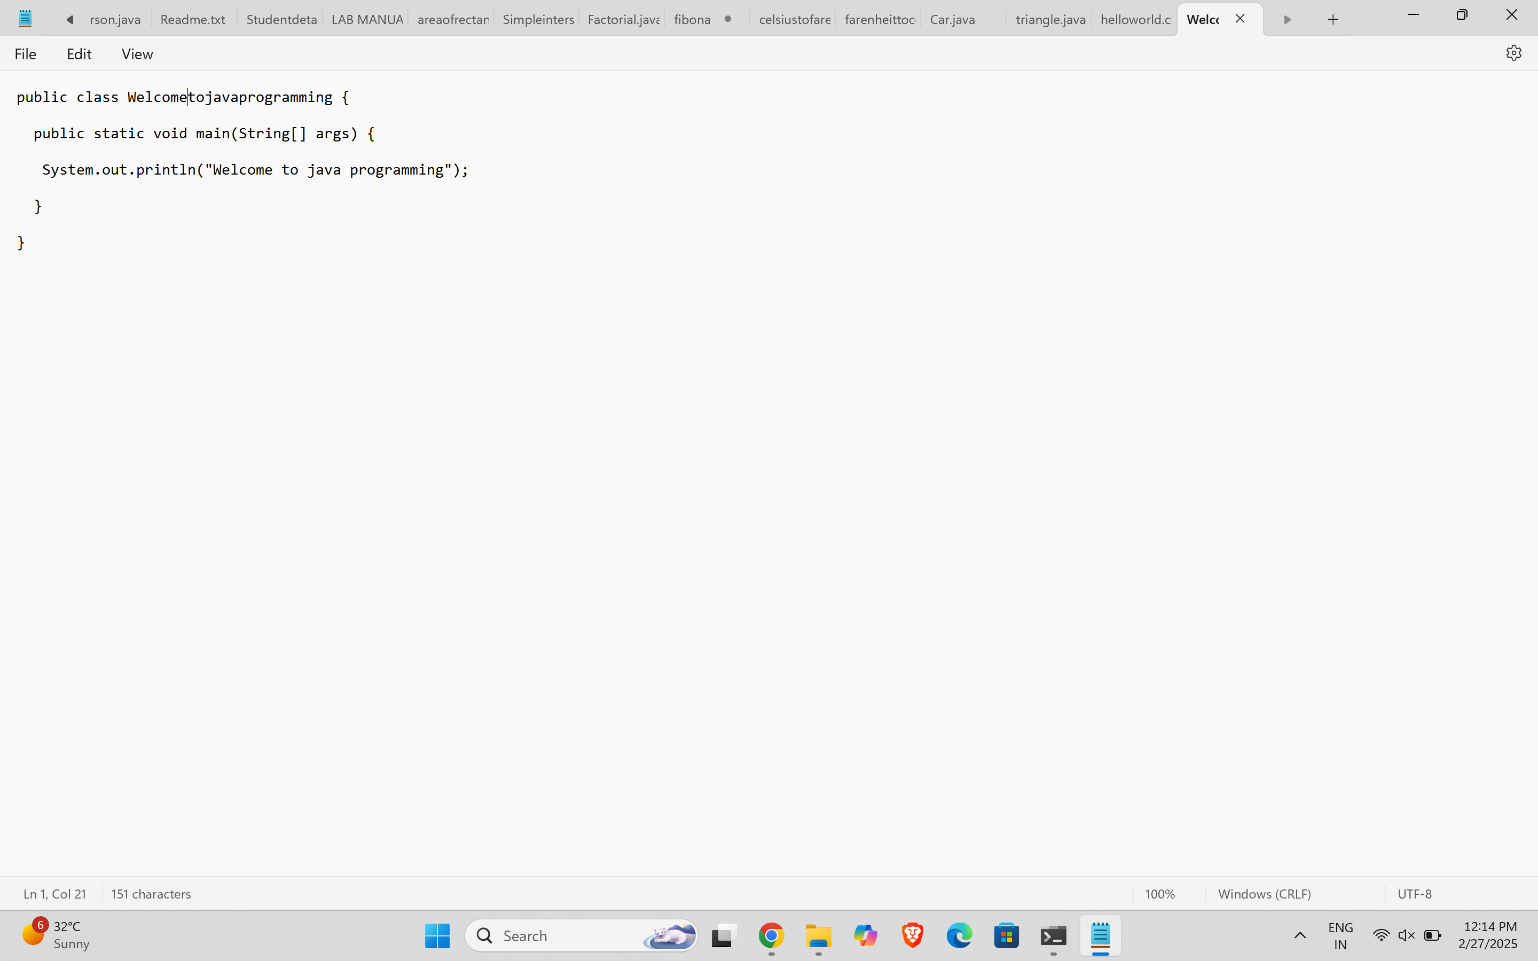 rson.java Readme.txt Studentdeta LAB MANUA areaofrectar Simpleinters Factorial.java fibona celsiustofare farenheittoc Car.java triangle.java helloworld.c Welcc
File Edit View
public class Welcometojavaprogramming {
public static void main(String[] args) {
System.out.println("Welcome to java programming");
}
}
Ln 1, Col 21 151 characters 100% Windows (CRLF) UTF-8
6 32°C
Sunny
Search
ENG
IN
12:14 PM
2/27/2025